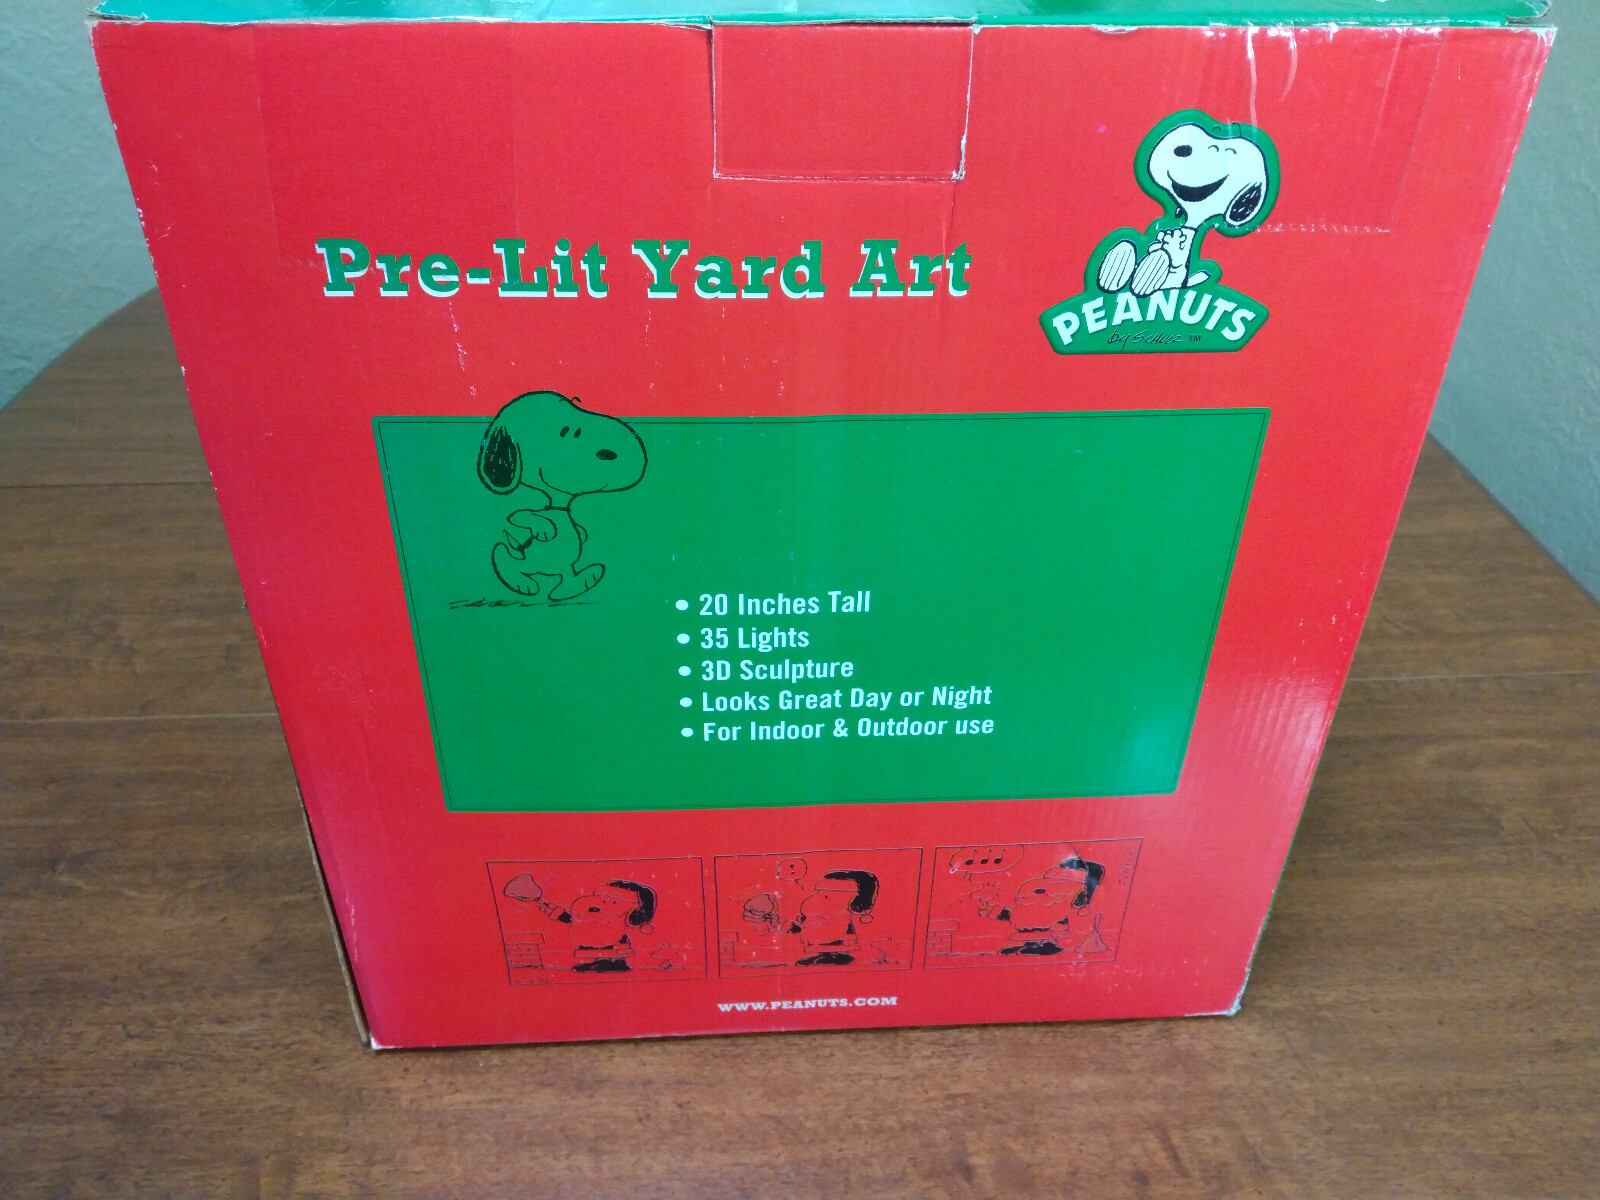 Pre-Lit Yard Art
PEANUTS
by SCHULZ TM
• 20 Inches Tall
• 35 Lights
• 3D Sculpture
• Looks Great Day or Night
• For Indoor & Outdoor use
WWW.PEANUTS.COM